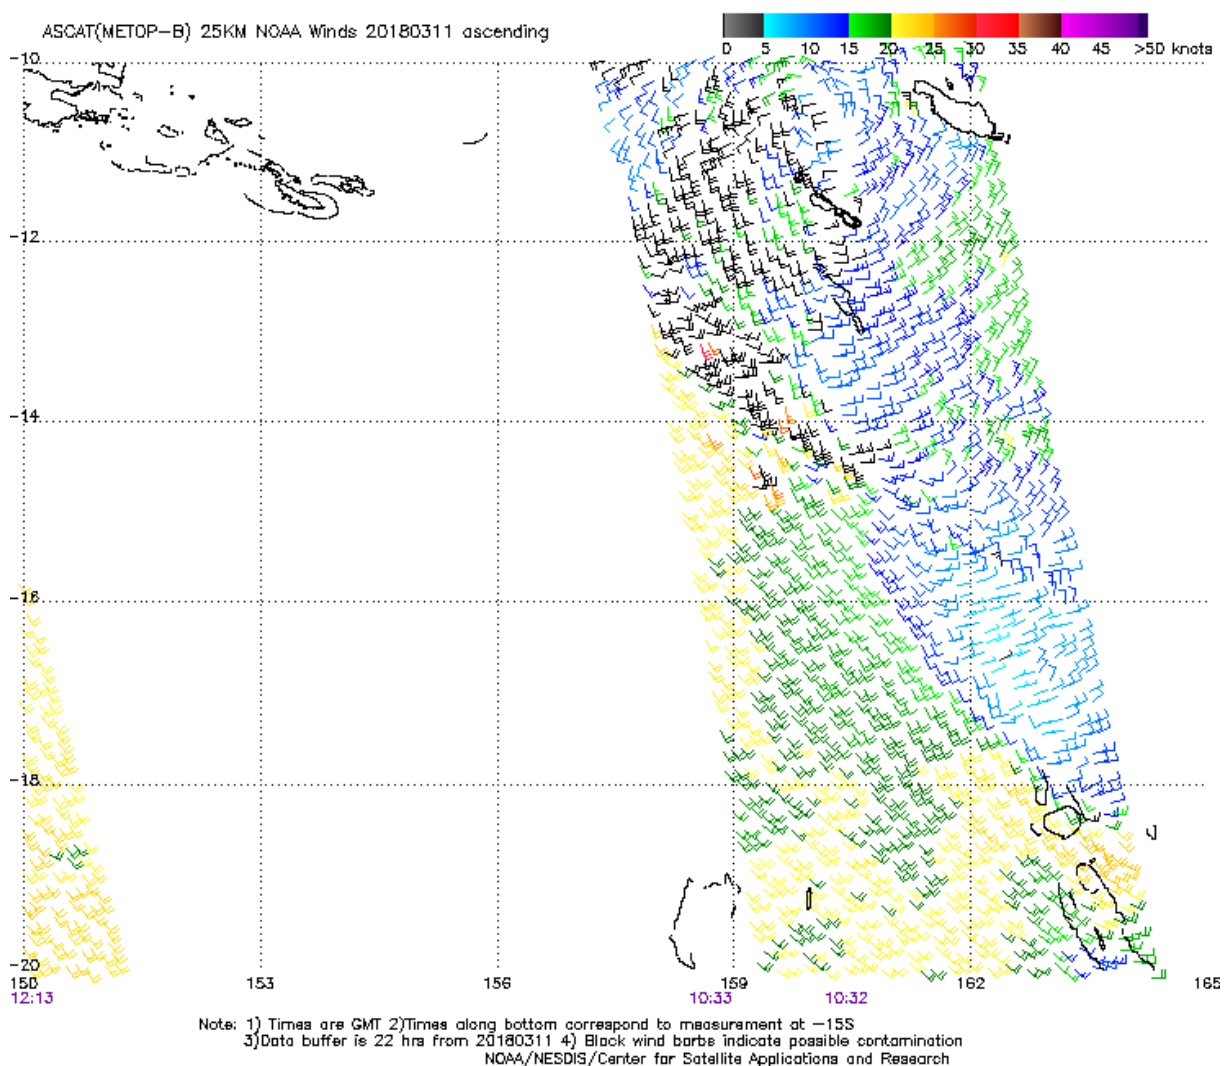 ASCAT(METOP-B) 25KM NOAA Winds 20180311 ascending
0 5 10 15 20 25 30 35 40 45 >50 knots
-10
-12
-14
-16
-18
-20
150 153 156 159 162 165
12:13 10:33 10:32
Note: 1) Times are GMT 2)Times along bottom correspond to measurement at -15S
3)Data buffer is 22 hrs from 20180311 4) Black wind barbs indicate possible contamination
NOAA/NESDIS/Center for Satellite Applications and Research